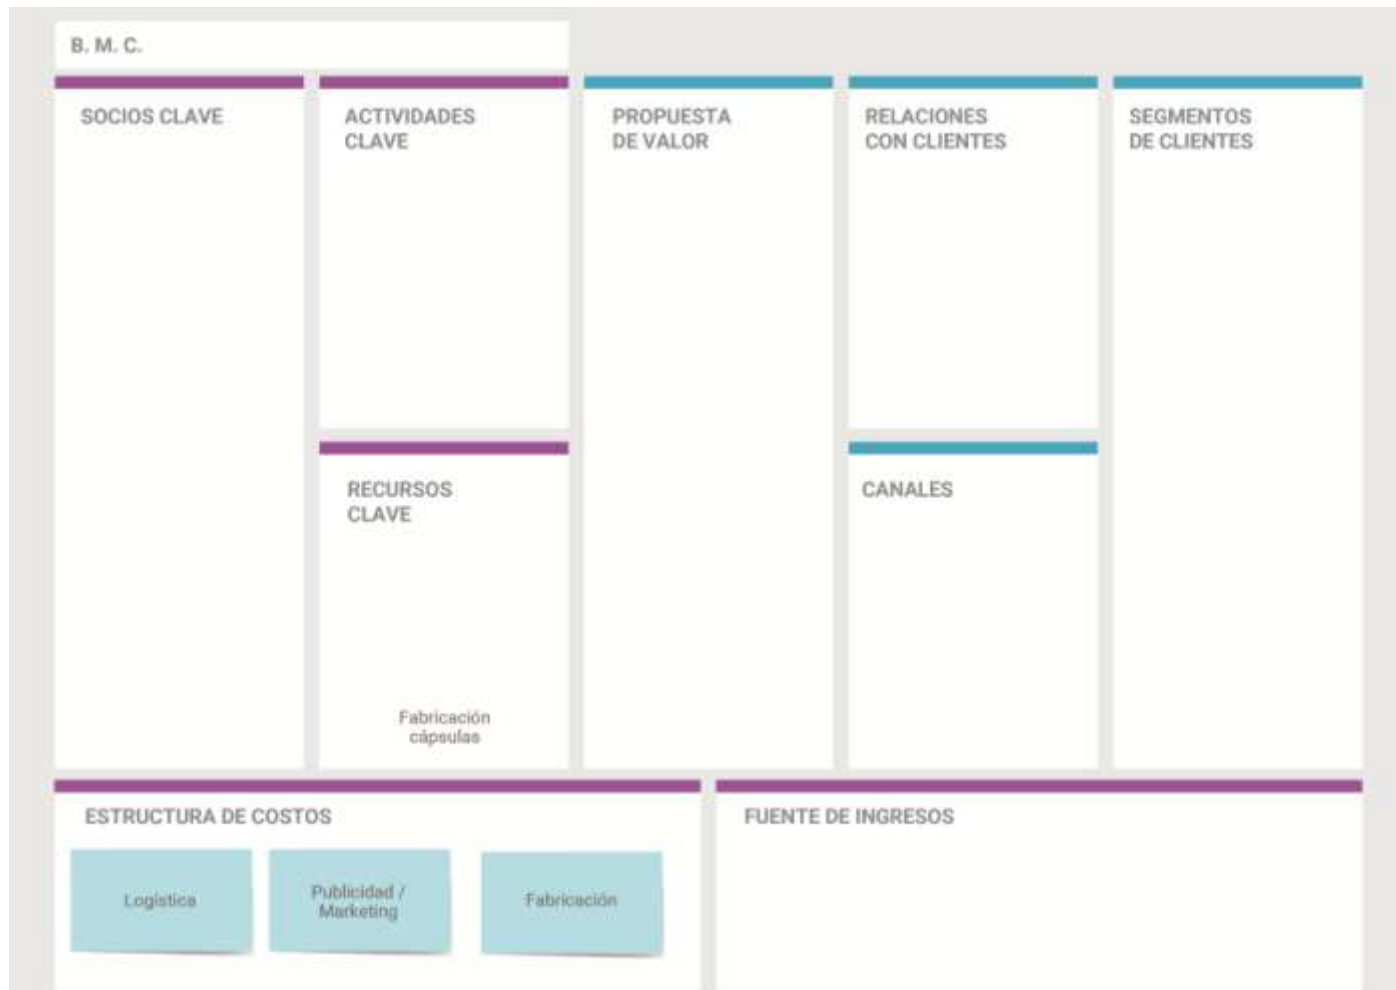 B. M. C.
SOCIOS CLAVE
ACTIVIDADES
CLAVE
PROPUESTA
DE VALOR
RELACIONES
CON CLIENTES
SEGMENTOS
DE CLIENTES
RECURSOS
CLAVE
CANALES
Fabricación
cápsulas
ESTRUCTURA DE COSTOS
FUENTE DE INGRESOS
Logística
Publicidad /
Marketing
Fabricación